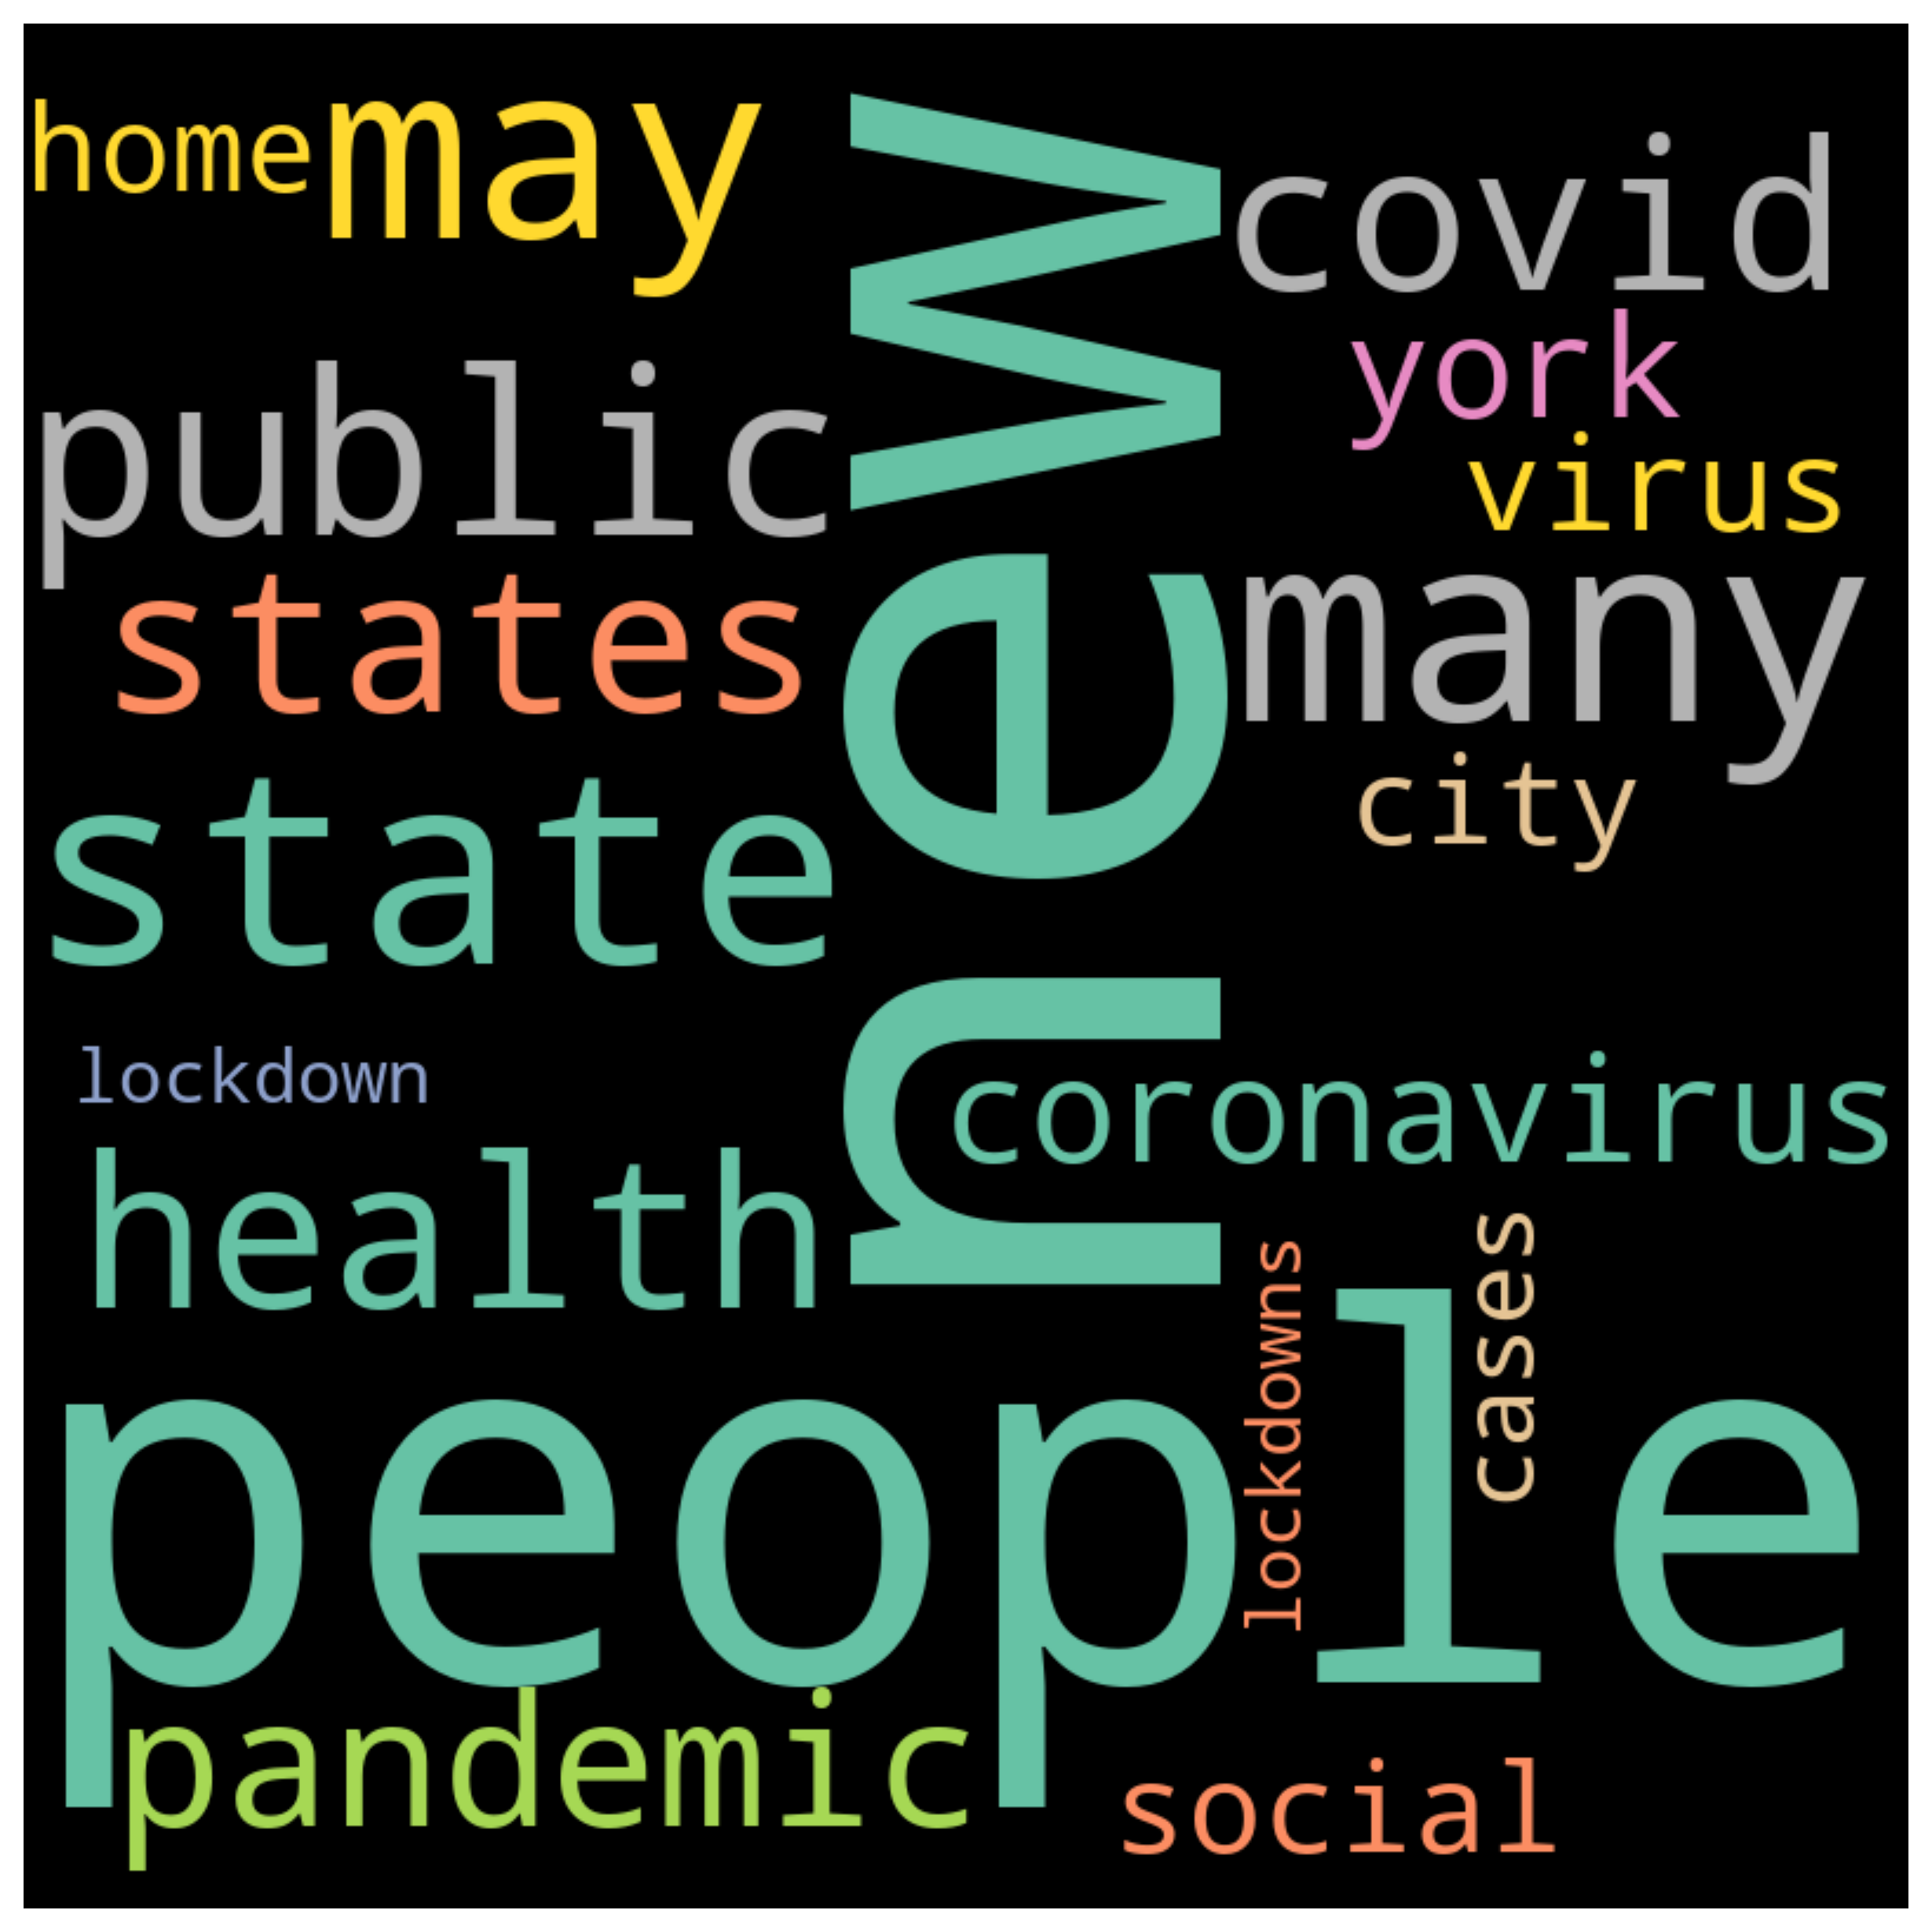 home
may
new
covid
york
public
virus
states
many
city
state
lockdown
coronavirus
health
lockdowns
cases
people
pandemic
social